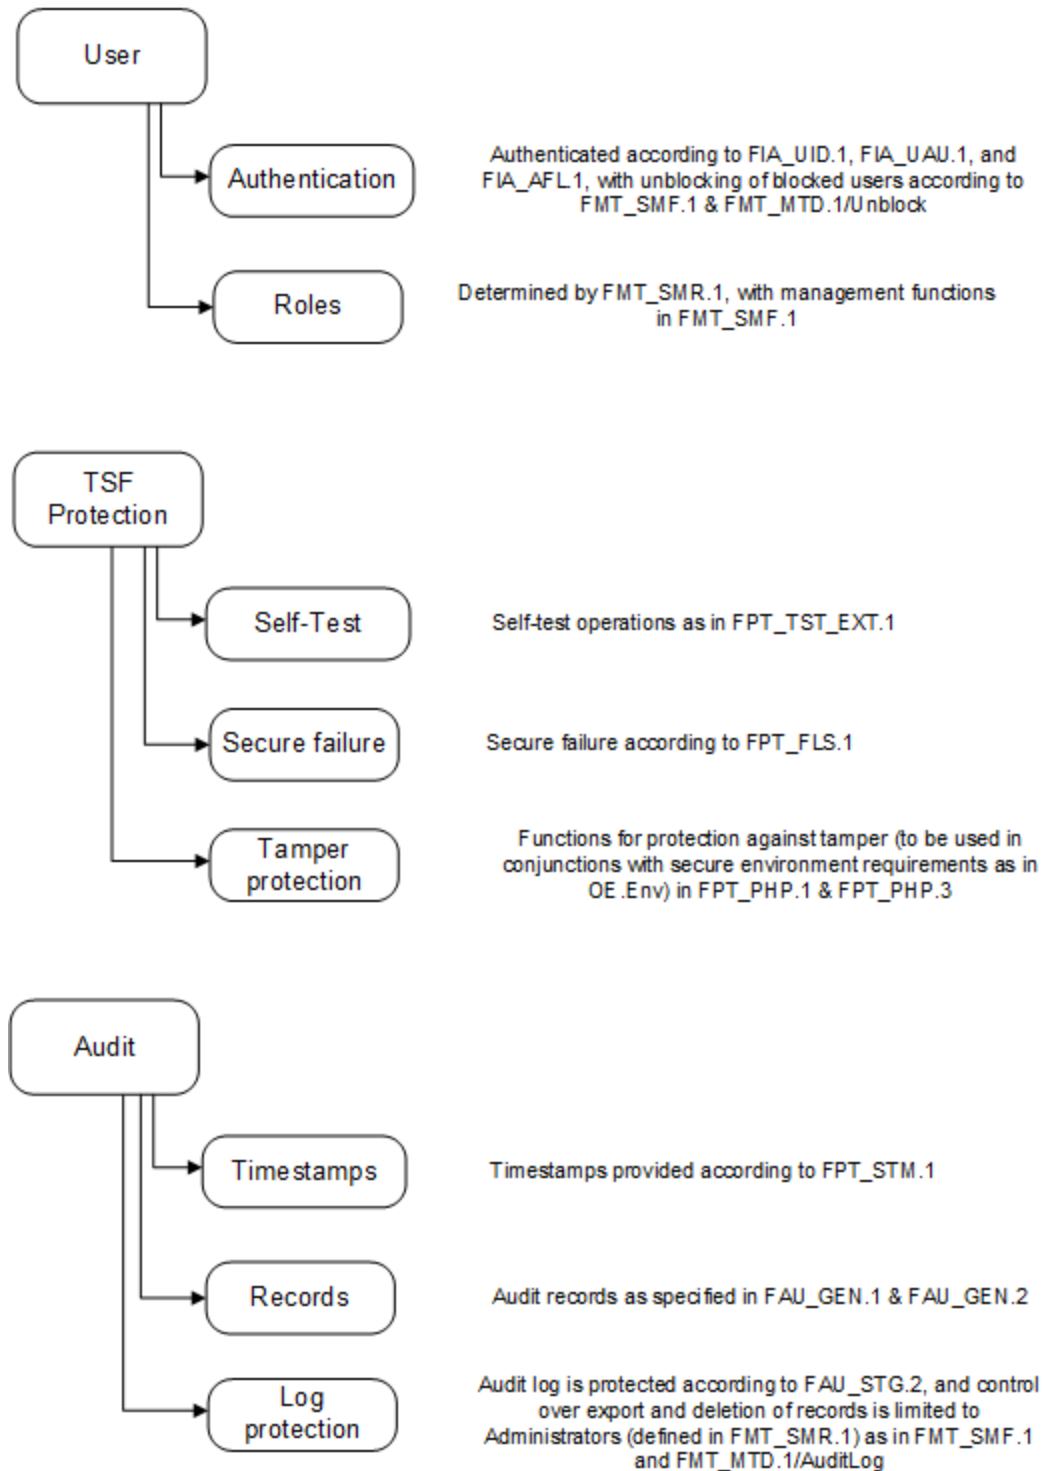 User
Authentication
Authenticated according to FIA_UID.1, FIA_UAU.1, and
FIA_AFL.1, with unblocking of blocked users according to
FMT_SMF.1 & FMT_MTD.1/Unblock
Roles
Determined by FMT_SMR.1, with management functions
in FMT_SMF.1
TSF
Protection
Self-Test
Self-test operations as in FPT_TST_EXT.1
Secure failure
Secure failure according to FPT_FLS.1
Tamper
protection
Functions for protection against tamper (to be used in
conjunctions with secure environment requirements as in
OE.Env) in FPT_PHP.1 & FPT_PHP.3
Audit
Timestamps
Timestamps provided according to FPT_STM.1
Records
Audit records as specified in FAU_GEN.1 & FAU_GEN.2
Log
protection
Audit log is protected according to FAU_STG.2, and control
over export and deletion of records is limited to
Administrators (defined in FMT_SMR.1) as in FMT_SMF.1
and FMT_MTD.1/AuditLog